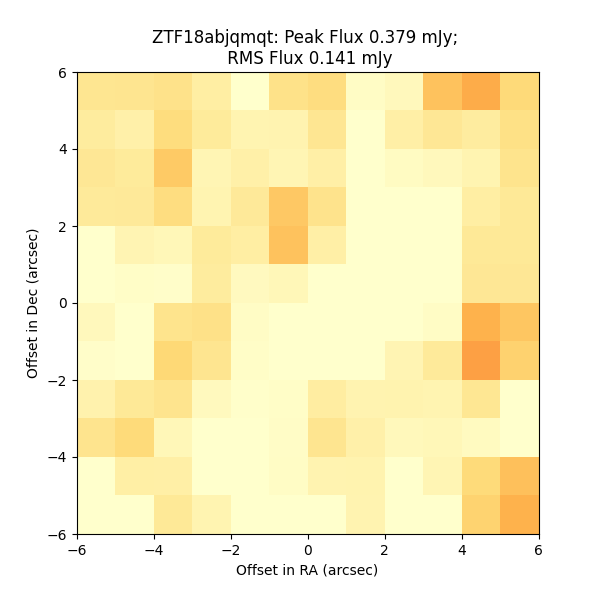 ZTF18abjqmqt: Peak Flux 0.379 mJy;
RMS Flux 0.141 mJy
6
4
2
0
−2
−4
−6
Offset in Dec (arcsec)
−6 −4 −2 0 2 4 6
Offset in RA (arcsec)